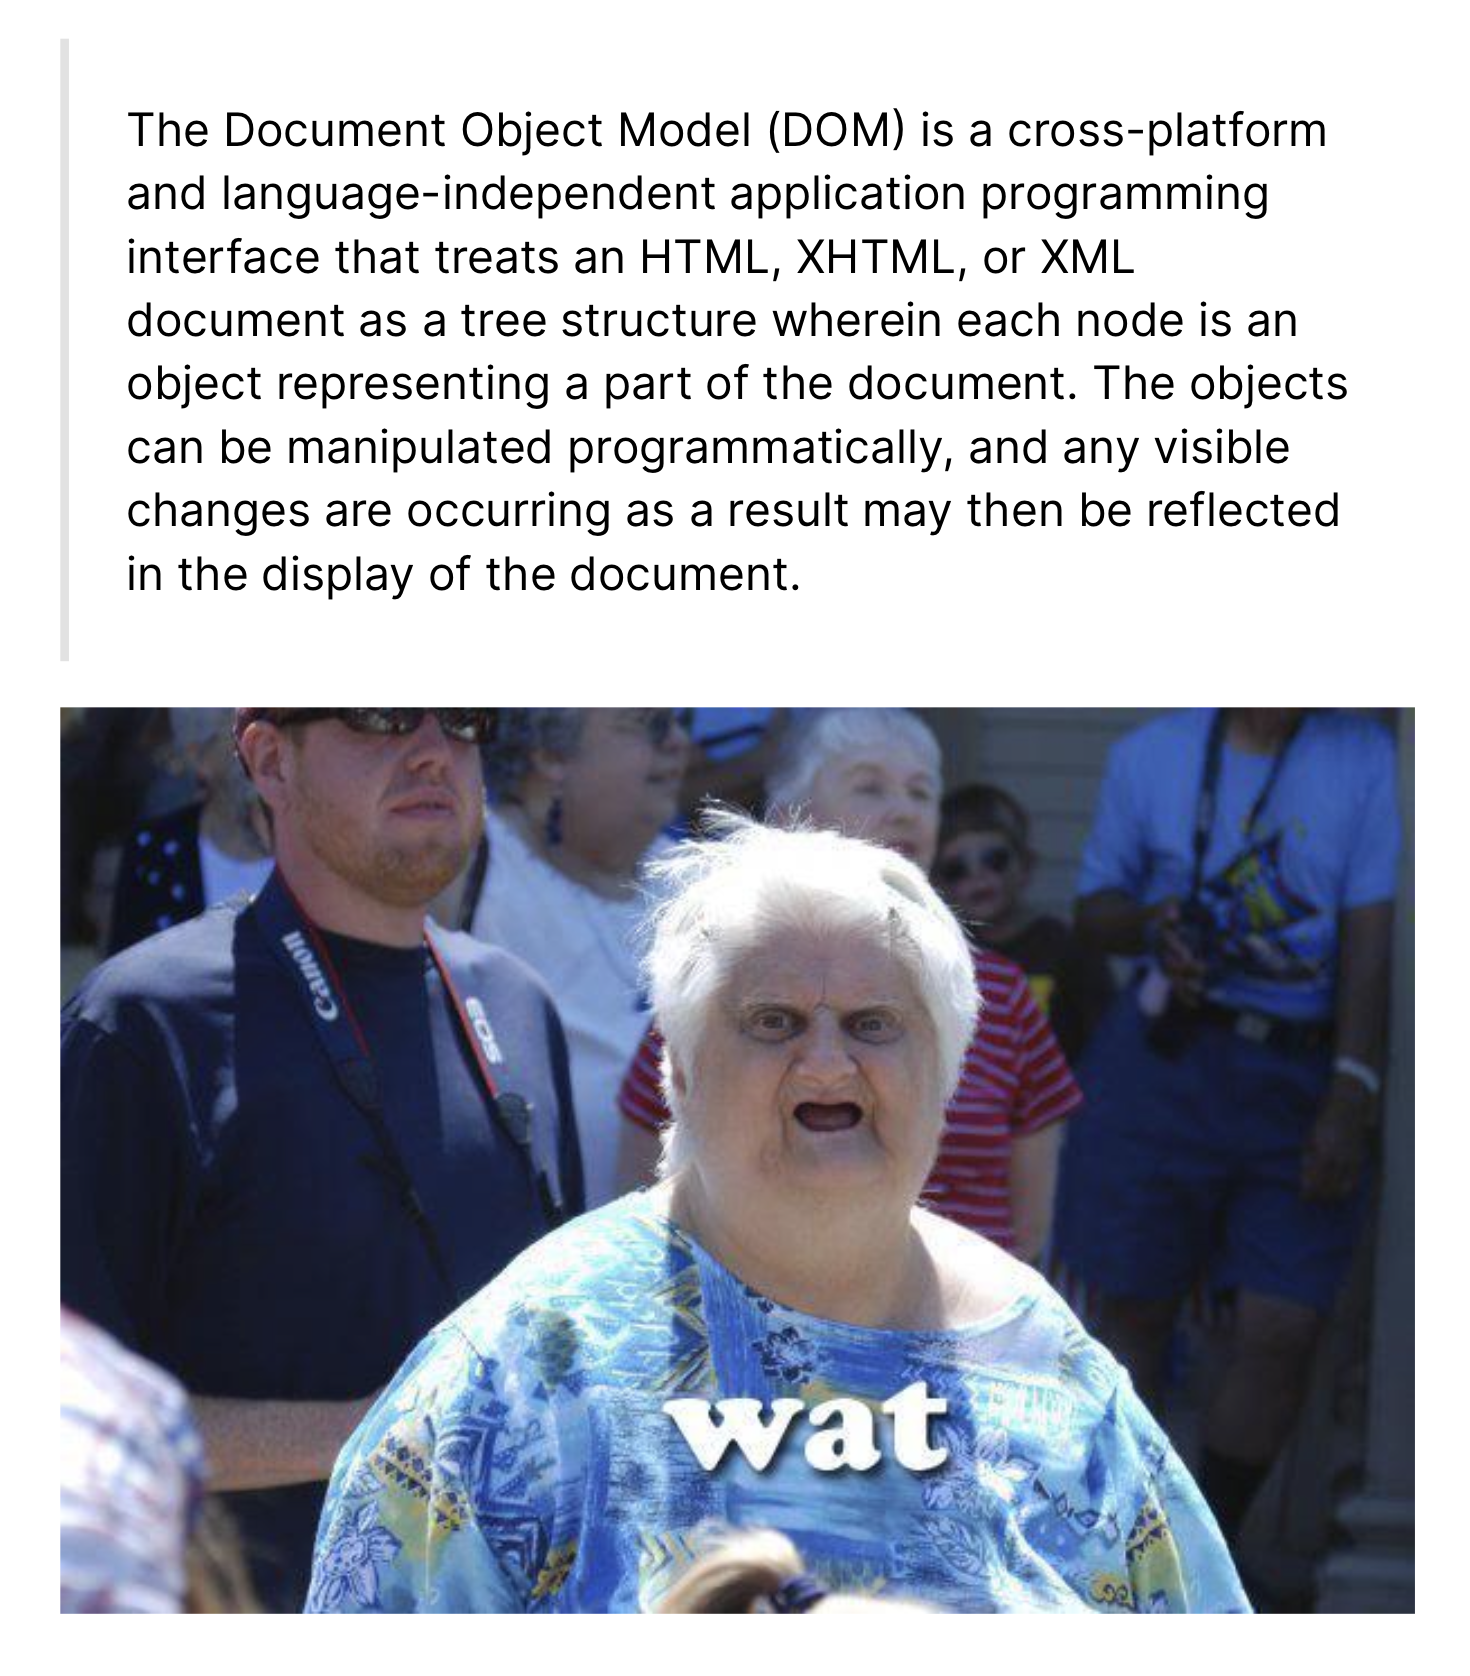 The Document Object Model (DOM) is a cross-platform
and language-independent application programming
interface that treats an HTML, XHTML, or XML
document as a tree structure wherein each node is an
object representing a part of the document. The objects
can be manipulated programmatically, and any visible
changes are occurring as a result may then be reflected
in the display of the document.
Canon
EOS
wat